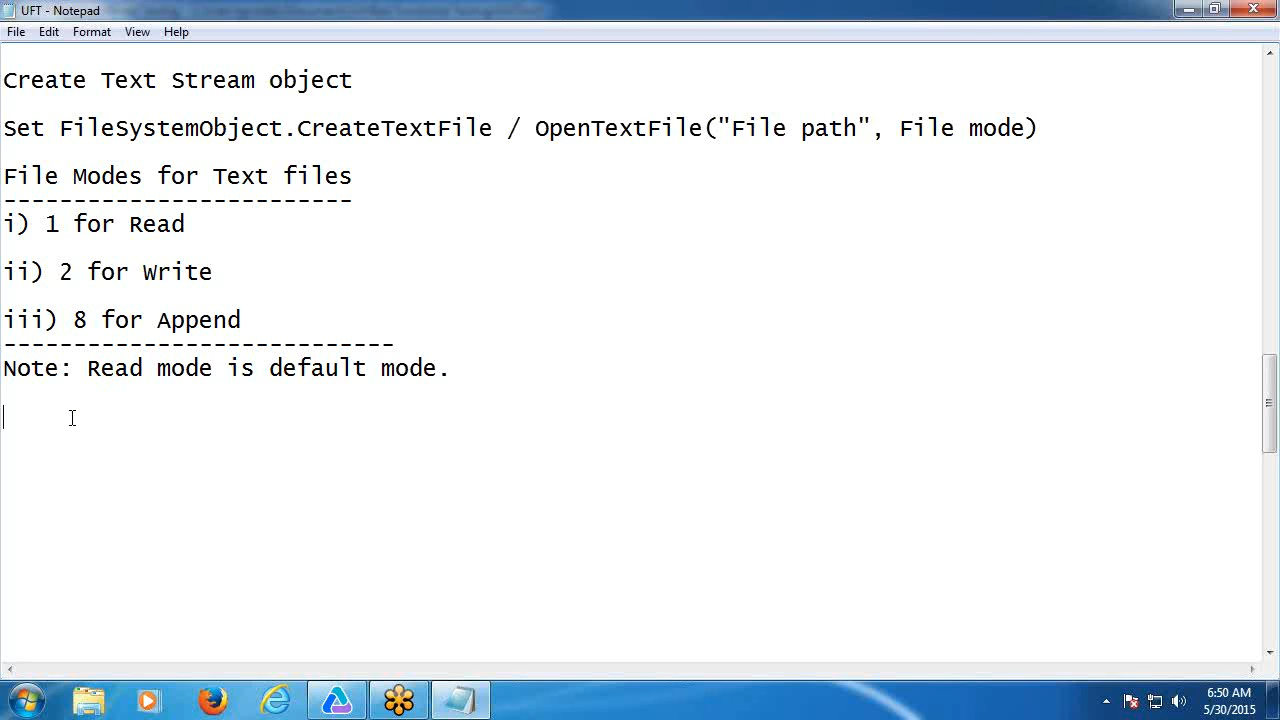 UFT - Notepad
File Edit Format View Help
Create Text Stream object
Set FileSystemObject.CreateTextFile / OpenTextFile("File path", File mode)
File Modes for Text files
-------------------------
i) 1 for Read
ii) 2 for Write
iii) 8 for Append
----------------------------
Note: Read mode is default mode.
6:50 AM
5/30/2015